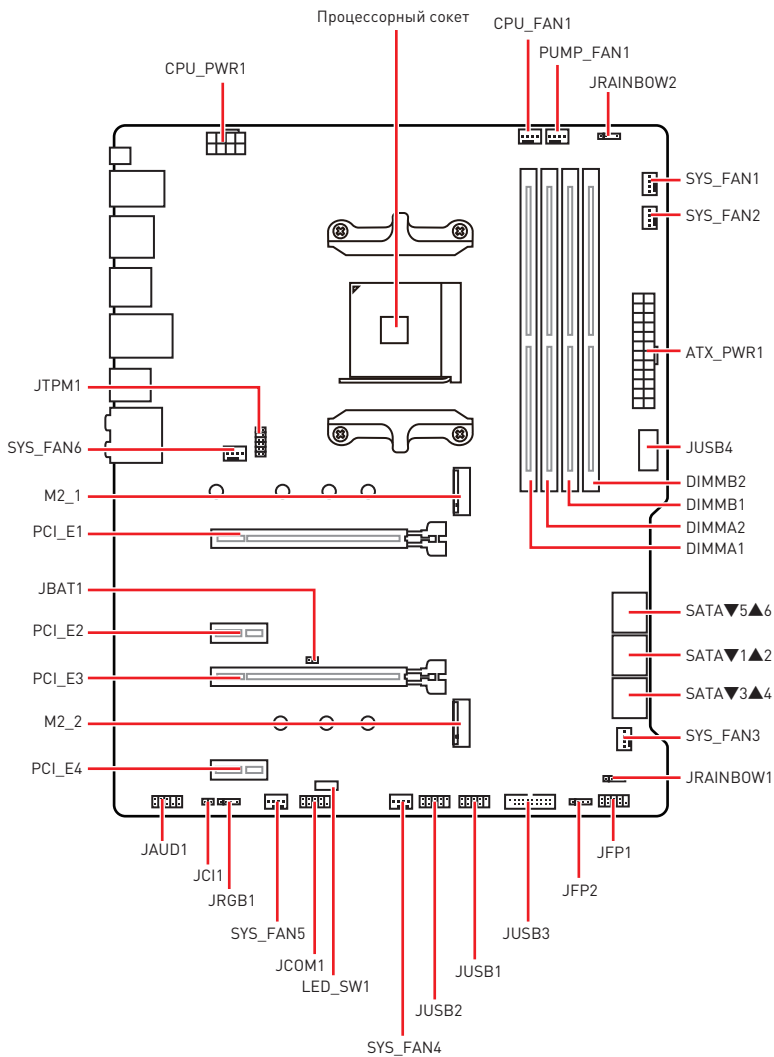 Процессорный сокет
CPU_FAN1
PUMP_FAN1
CPU_PWR1
JRAINBOW2
SYS_FAN1
SYS_FAN2
ATX_PWR1
JTPM1
SYS_FAN6
JUSB4
M2_1
DIMMB2
DIMMB1
PCI_E1
DIMMA2
DIMMA1
JBAT1
SATA▼5▲6
PCI_E2
SATA▼1▲2
PCI_E3
SATA▼3▲4
M2_2
SYS_FAN3
PCI_E4
JRAINBOW1
JAUD1
JFP1
JCI1
JFP2
JRGB1
SYS_FAN5
JUSB3
JCOM1
JUSB1
LED_SW1
JUSB2
SYS_FAN4